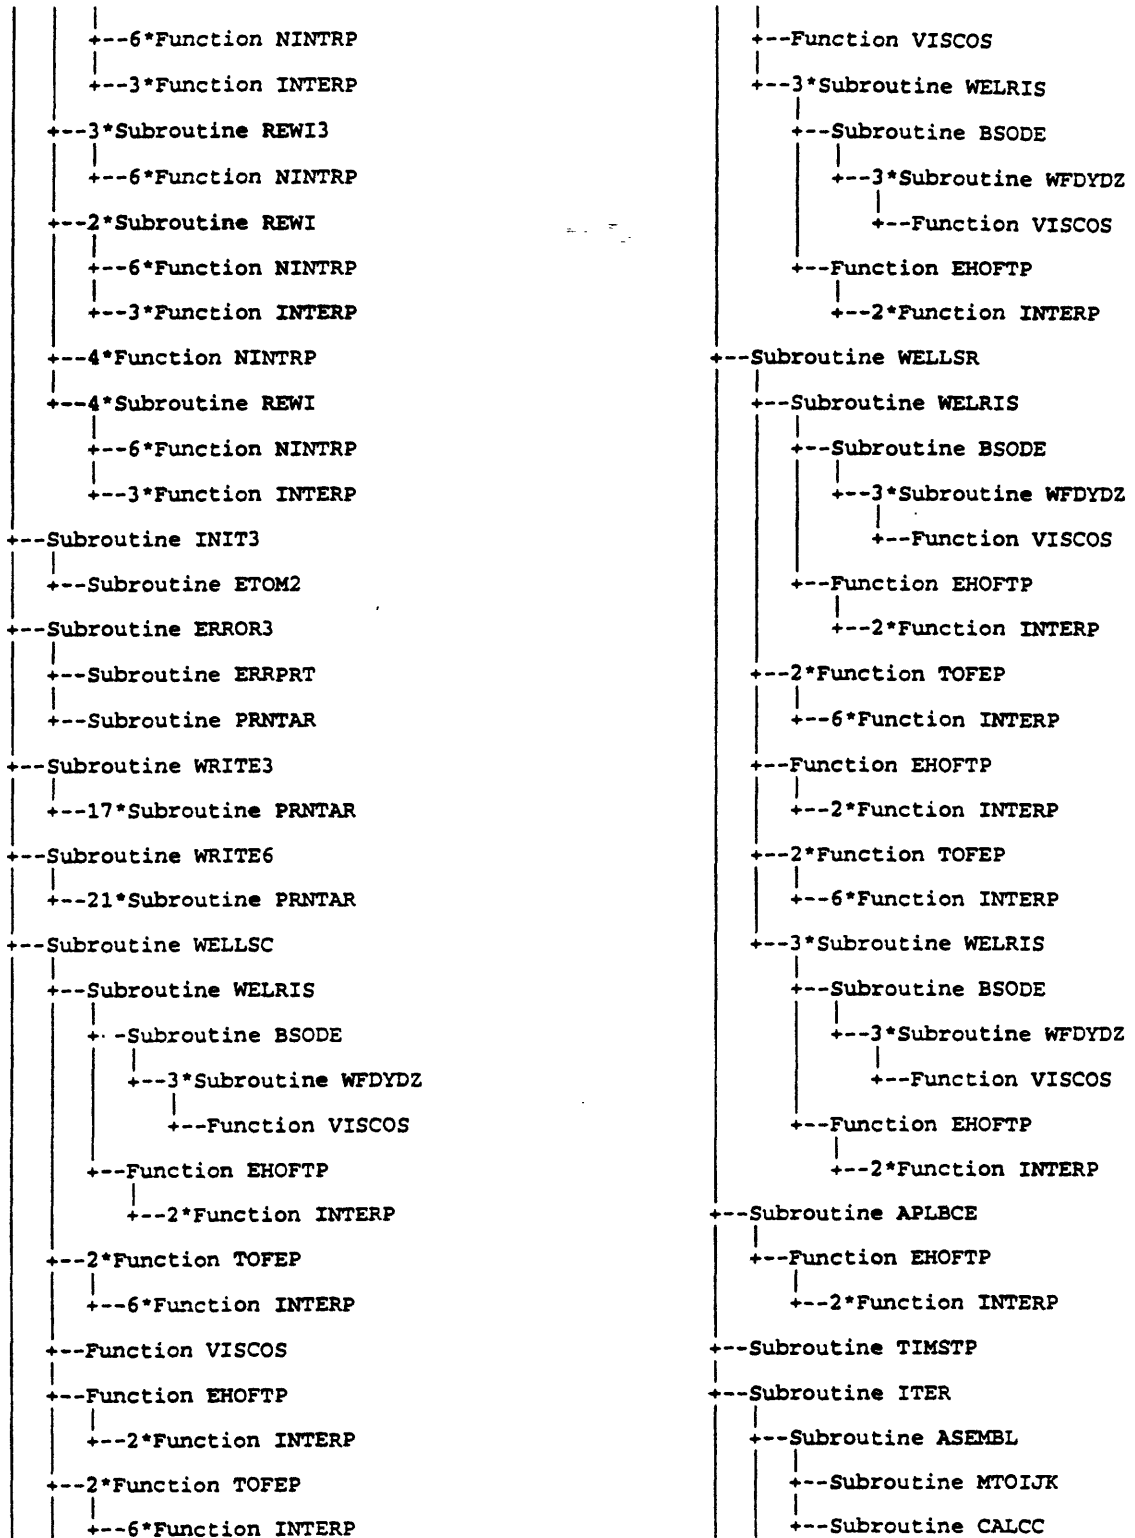 +--6*Function NINTRP
+--3*Function INTERP
+--3*Subroutine REWI3
+--6*Function NINTRP
+--2*Subroutine REWI
+--6*Function NINTRP
+--3*Function INTERP
+--4*Function NINTRP
+--4*Subroutine REWI
+--6*Function NINTRP
+--3*Function INTERP
+--Subroutine INIT3
+--Subroutine ETOM2
+--Subroutine ERROR3
+--Subroutine ERRPRT
+--Subroutine PRNTAR
+--Subroutine WRITE3
+--17*Subroutine PRNTAR
+--Subroutine WRITE6
+--21*Subroutine PRNTAR
+--Subroutine WELLSC
+--Subroutine WELRIS
+--Subroutine BSODE
+--3*Subroutine WFDYDZ
+--Function VISCOS
+--Function EHOFTP
+--2*Function INTERP
+--2*Function TOFEP
+--6*Function INTERP
+--Function VISCOS
+--Function EHOFTP
+--2*Function INTERP
+--2*Function TOFEP
+--6*Function INTERP
+--Function VISCOS
+--3*Subroutine WELRIS
+--Subroutine BSODE
+--3*Subroutine WFDYDZ
+--Function VISCOS
+--Function EHOFTP
+--2*Function INTERP
+--Subroutine WELLSR
+--Subroutine WELRIS
+--Subroutine BSODE
+--3*Subroutine WFDYDZ
+--Function VISCOS
+--Function EHOFTP
+--2*Function INTERP
+--2*Function TOFEP
+--6*Function INTERP
+--Function EHOFTP
+--2*Function INTERP
+--2*Function TOFEP
+--6*Function INTERP
+--3*Subroutine WELRIS
+--Subroutine BSODE
+--3*Subroutine WFDYDZ
+--Function VISCOS
+--Function EHOFTP
+--2*Function INTERP
+--Subroutine APLBCE
+--Function EHOFTP
+--2*Function INTERP
+--Subroutine TIMSTP
+--Subroutine ITER
+--Subroutine ASEMBL
+--Subroutine MTOIJK
+--Subroutine CALCC